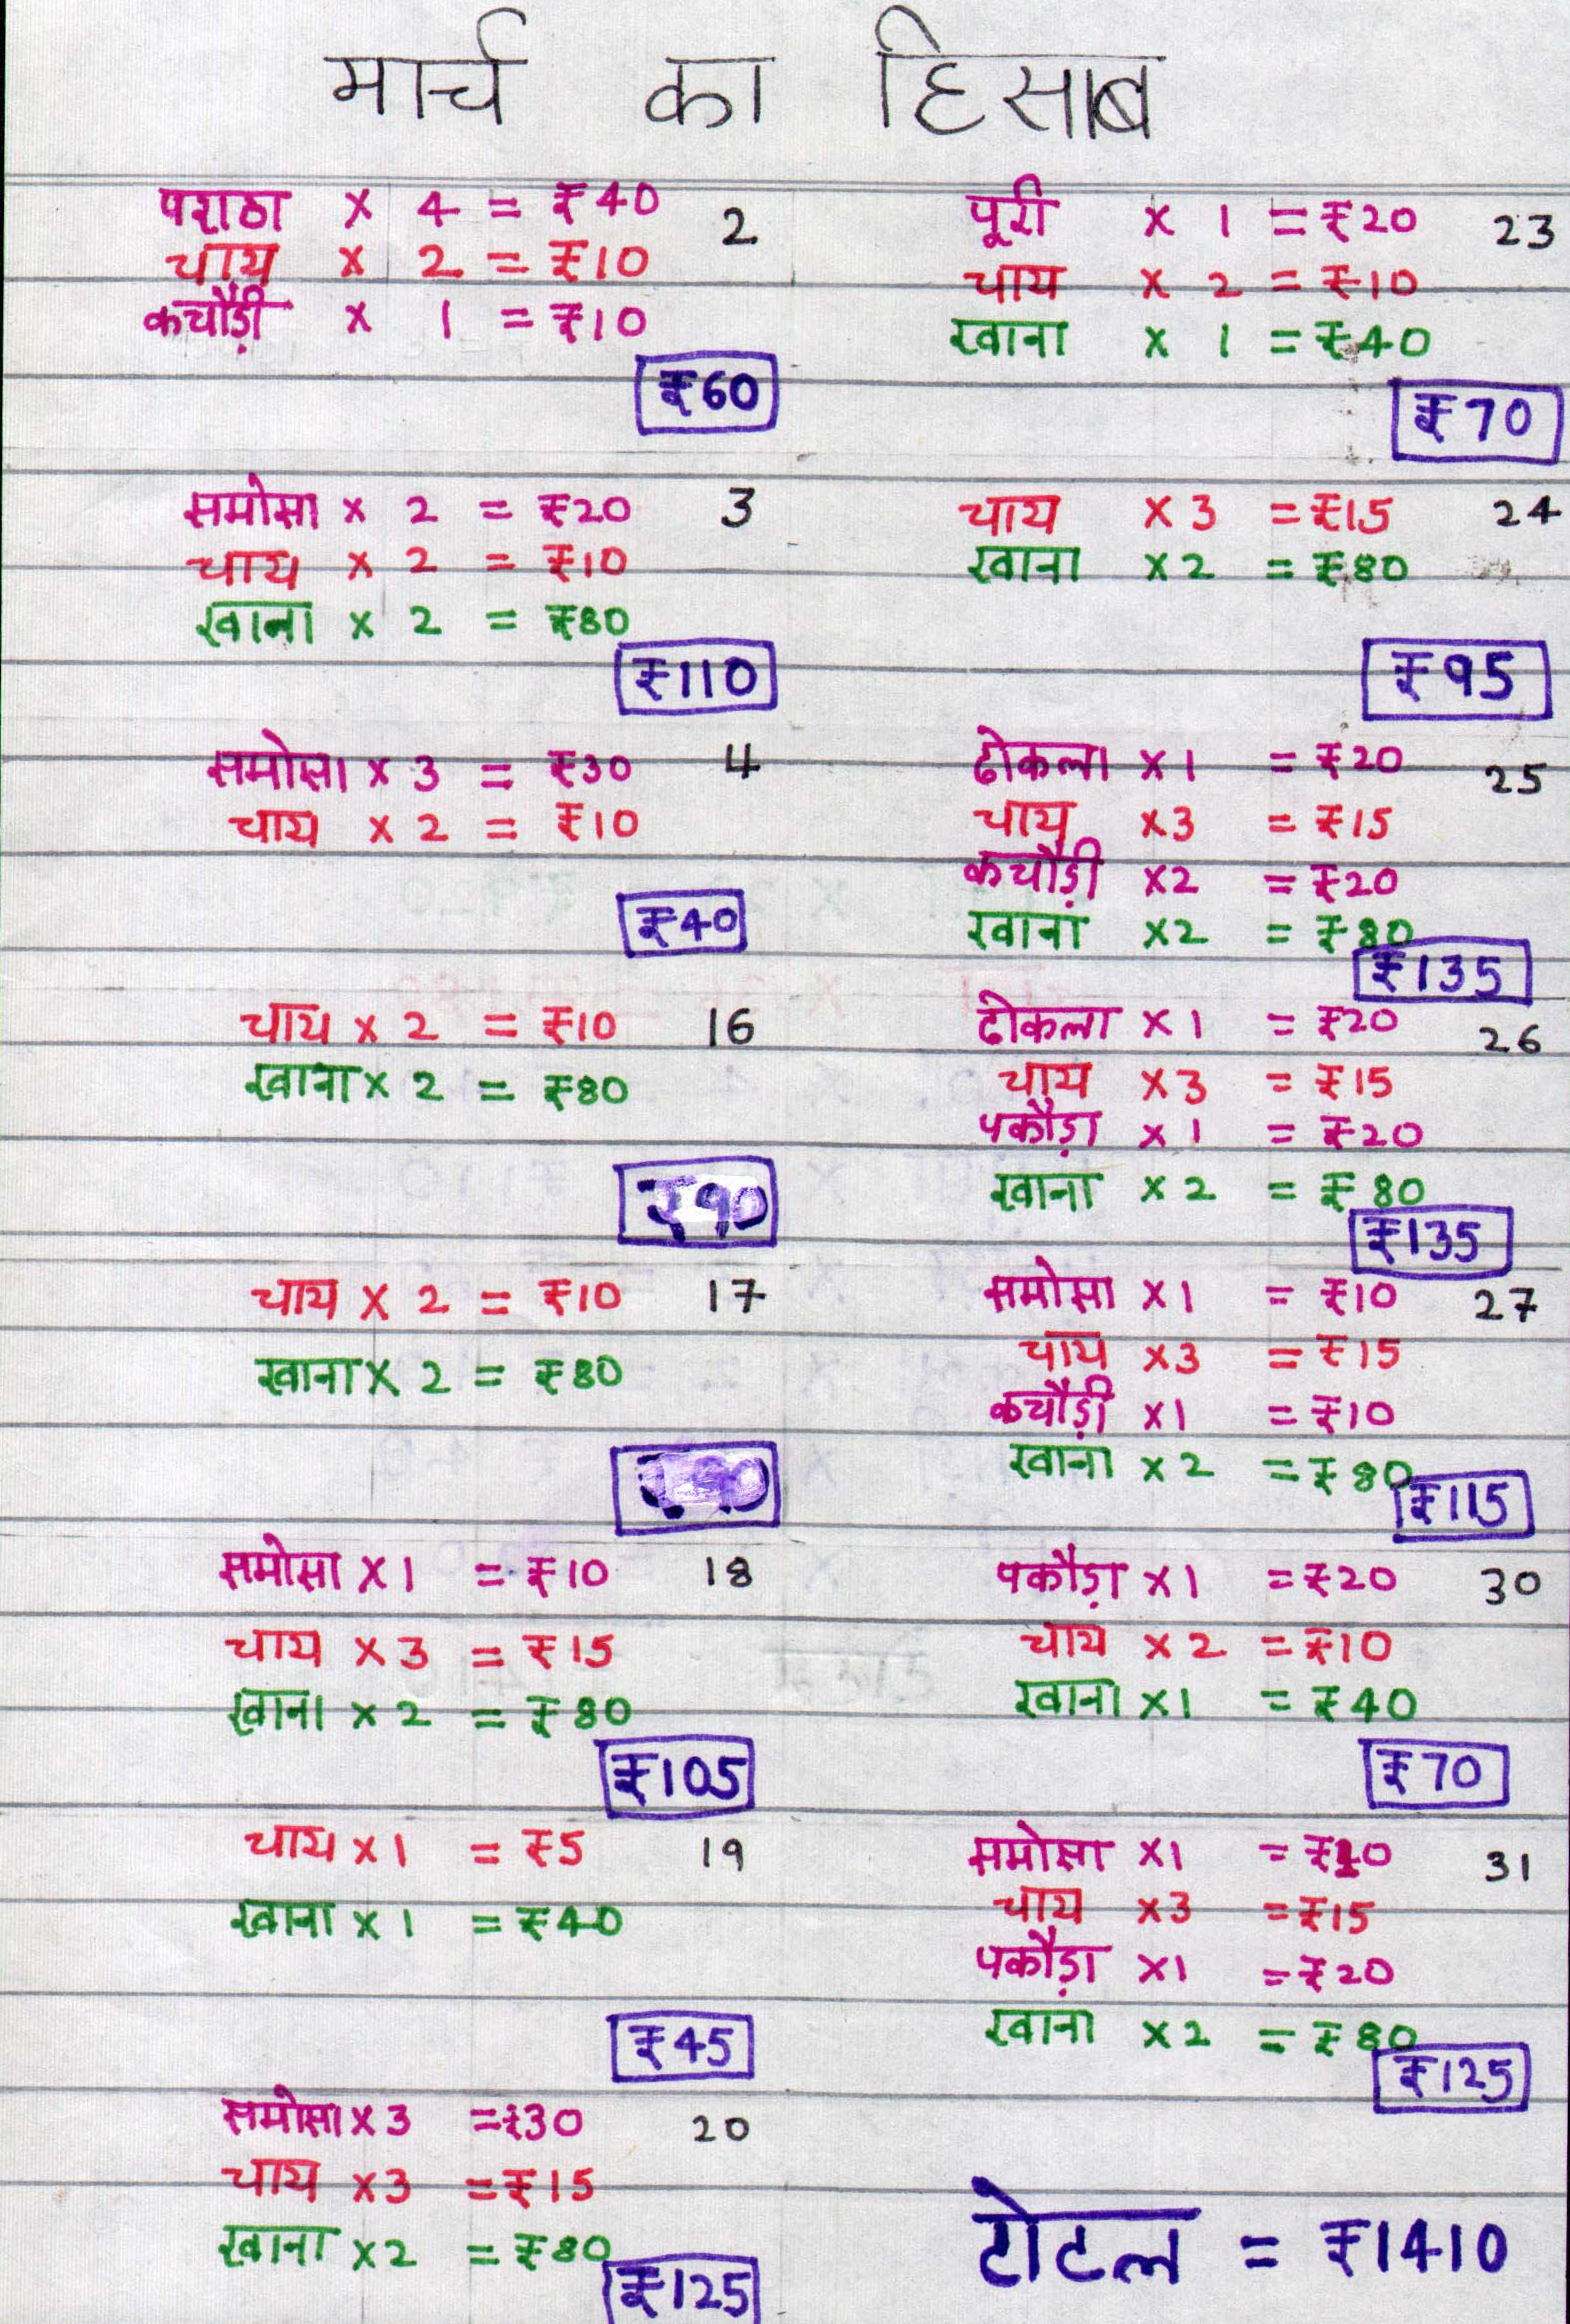 मार्च का हिसाब
पराठा × 4 = ₹40 2
चाय × 2 = ₹10
कचौड़ी × 1 = ₹10
₹60
समोसा × 2 = ₹20 3
चाय × 2 = ₹10
खाना × 2 = ₹80
₹110
समोसा × 3 = ₹30 4
चाय × 2 = ₹10
₹40
चाय × 2 = ₹10 16
खाना × 2 = ₹80
₹90
चाय × 2 = ₹10 17
खाना × 2 = ₹80
समोसा × 1 = ₹10 18
चाय × 3 = ₹15
खाना × 2 = ₹80
₹105
चाय × 1 = ₹5 19
खाना × 1 = ₹40
₹45
समोसा × 3 = ₹30 20
चाय × 3 = ₹15
खाना × 2 = ₹80
₹125
पूरी × 1 = ₹20 23
चाय × 2 = ₹10
खाना × 1 = ₹40
₹70
चाय × 3 = ₹15 24
खाना × 2 = ₹80
₹95
ढोकला × 1 = ₹20 25
चाय × 3 = ₹15
कचौड़ी × 2 = ₹20
खाना × 2 = ₹80
₹135
ढोकला × 1 = ₹20 26
चाय × 3 = ₹15
पकौड़ा × 1 = ₹20
खाना × 2 = ₹80
₹135
समोसा × 1 = ₹10 27
चाय × 3 = ₹15
कचौड़ी × 1 = ₹10
खाना × 2 = ₹80
₹115
पकौड़ा × 1 = ₹20 30
चाय × 2 = ₹10
खाना × 1 = ₹40
₹70
समोसा × 1 = ₹10 31
चाय × 3 = ₹15
पकौड़ा × 1 = ₹20
खाना × 2 = ₹80
₹125
टोटल = ₹1410